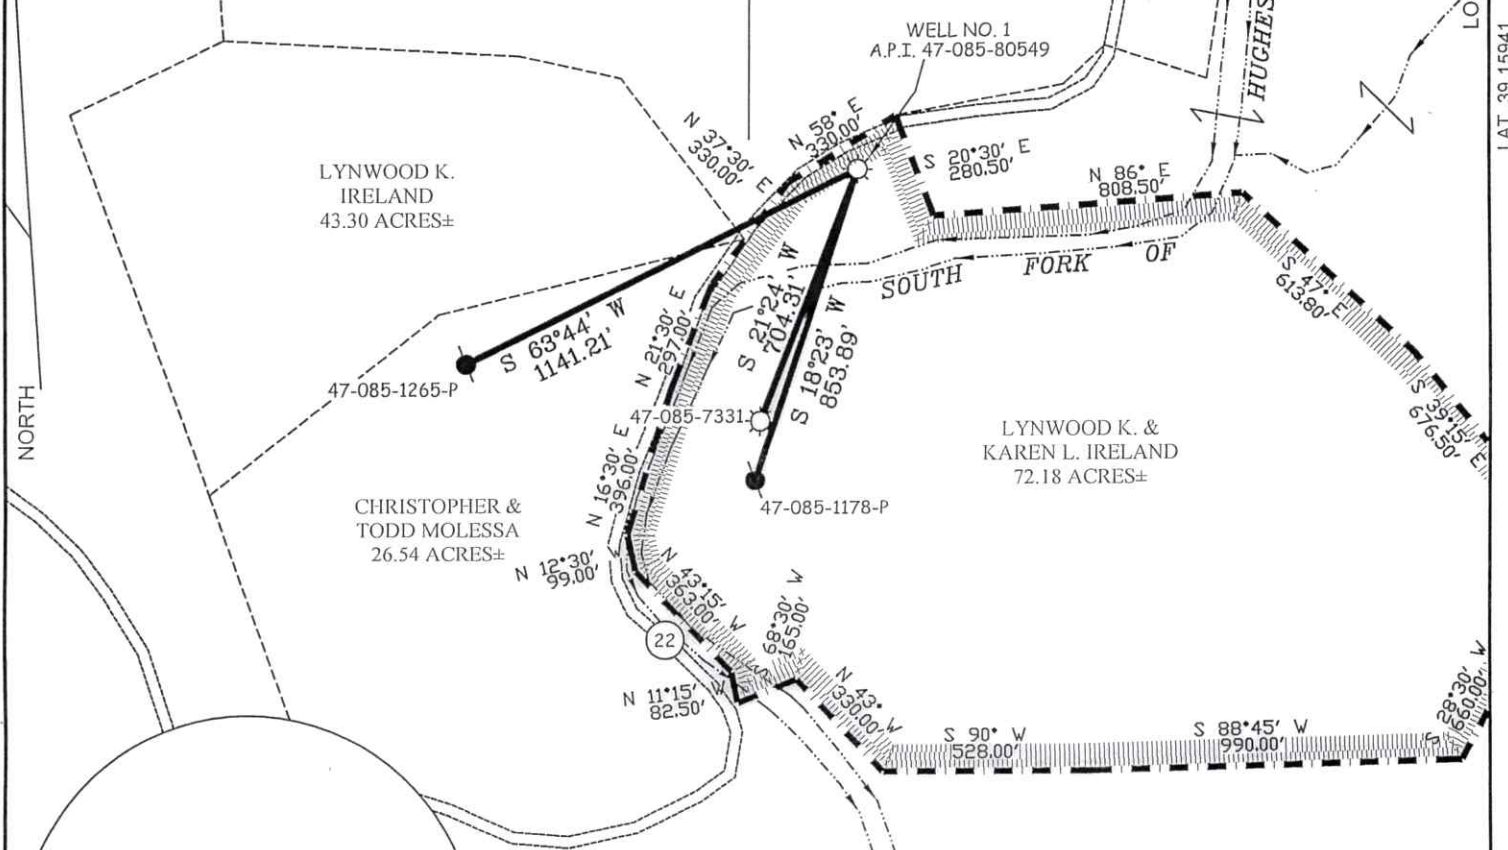 WELL NO. 1
A.P.I. 47-085-80549
HUGHES
LO
LAT. 39.15941
N 37°30' E
330.00'
N 58° E
330.00'
S 20°30' E
280.50'
N 86° E
808.50'
LYNWOOD K.
IRELAND
43.30 ACRES±
SOUTH FORK OF
S 47° E
613.80'
S 63°44' W
1141.21'
N 21°30' E
297.00'
S 21°24' W
704.31'
S 18°23' W
853.89'
47-085-1265-P
47-085-7331
S 39°15' E
676.50'
NORTH
LYNWOOD K. &
KAREN L. IRELAND
72.18 ACRES±
N 16°30' E
396.00'
47-085-1178-P
CHRISTOPHER &
TODD MOLESSA
26.54 ACRES±
N 12°30' W
99.00'
N 43°15' W
363.00'
S 68°30' W
165.00'
22
N 11°15' W
82.50'
N 43° W
330.00'
S 90° W
528.00'
S 88°45' W
990.00'
S 28°30' W
660.00'